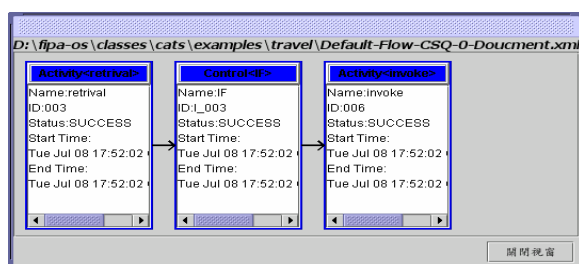 D:\fipa-os\classes\cats\examples\travel\Default-Flow-CSQ-0-Doucment.xml
Activity<retrival>
Name:retrival
ID:003
Status:SUCCESS
Start Time:
Tue Jul 08 17:52:02
End Time:
Tue Jul 08 17:52:02
Control<IF>
Name:IF
ID:I_003
Status:SUCCESS
Start Time:
Tue Jul 08 17:52:02
End Time:
Tue Jul 08 17:52:02
Activity<invoke>
Name:invoke
ID:006
Status:SUCCESS
Start Time:
Tue Jul 08 17:52:02
End Time:
Tue Jul 08 17:52:02
關閉視窗